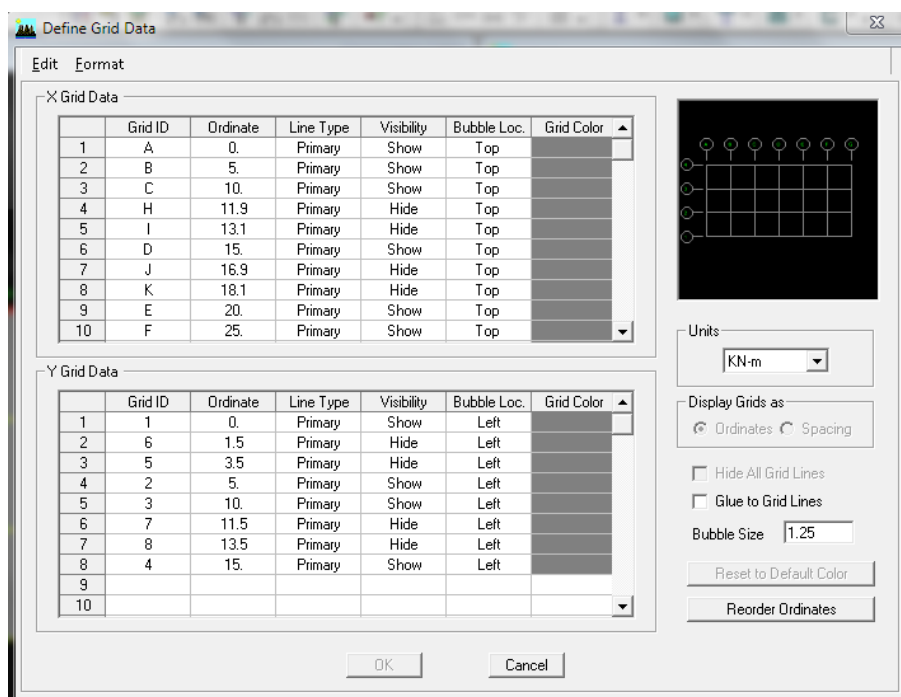 Define Grid Data
Edit Format
X Grid Data
Grid ID Ordinate Line Type Visibility Bubble Loc. Grid Color
1 A 0. Primary Show Top
2 B 5. Primary Show Top
3 C 10. Primary Show Top
4 H 11.9 Primary Hide Top
5 I 13.1 Primary Hide Top
6 D 15. Primary Show Top
7 J 16.9 Primary Hide Top
8 K 18.1 Primary Hide Top
9 E 20. Primary Show Top
10 F 25. Primary Show Top
Y Grid Data
Grid ID Ordinate Line Type Visibility Bubble Loc. Grid Color
1 1 0. Primary Show Left
2 6 1.5 Primary Hide Left
3 5 3.5 Primary Hide Left
4 2 5. Primary Show Left
5 3 10. Primary Show Left
6 7 11.5 Primary Hide Left
7 8 13.5 Primary Hide Left
8 4 15. Primary Show Left
9
10
Units
KN-m
Display Grids as
Ordinates Spacing
Hide All Grid Lines
Glue to Grid Lines
Bubble Size 1.25
Reset to Default Color
Reorder Ordinates
OK Cancel